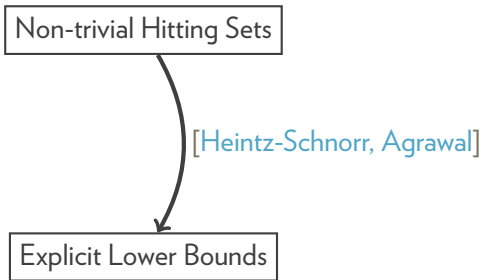 Non-trivial Hitting Sets
[Heintz-Schnorr, Agrawal]
Explicit Lower Bounds